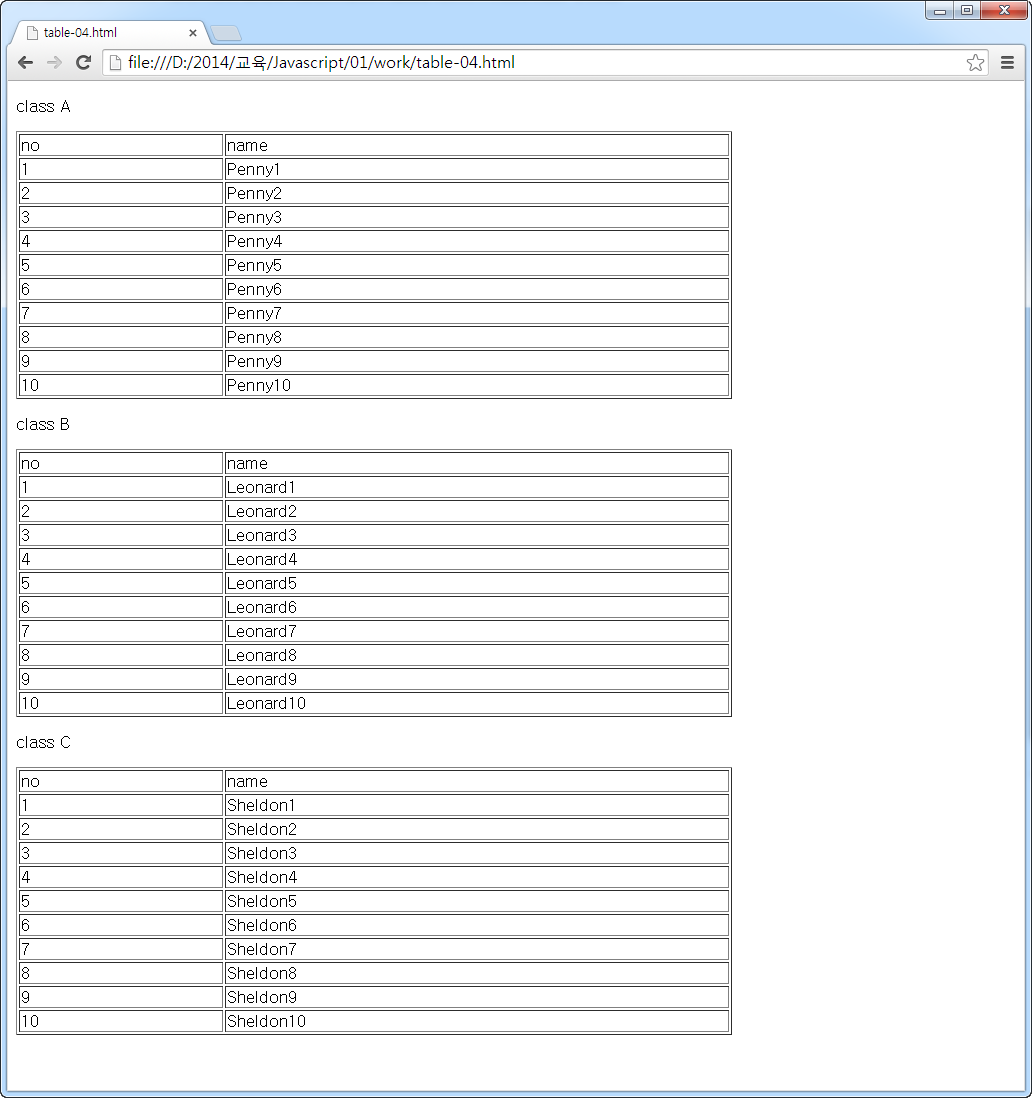 table-04.html
file:///D:/2014/교육/Javascript/01/work/table-04.html
class A
no name
1 Penny1
2 Penny2
3 Penny3
4 Penny4
5 Penny5
6 Penny6
7 Penny7
8 Penny8
9 Penny9
10 Penny10
class B
no name
1 Leonard1
2 Leonard2
3 Leonard3
4 Leonard4
5 Leonard5
6 Leonard6
7 Leonard7
8 Leonard8
9 Leonard9
10 Leonard10
class C
no name
1 Sheldon1
2 Sheldon2
3 Sheldon3
4 Sheldon4
5 Sheldon5
6 Sheldon6
7 Sheldon7
8 Sheldon8
9 Sheldon9
10 Sheldon10